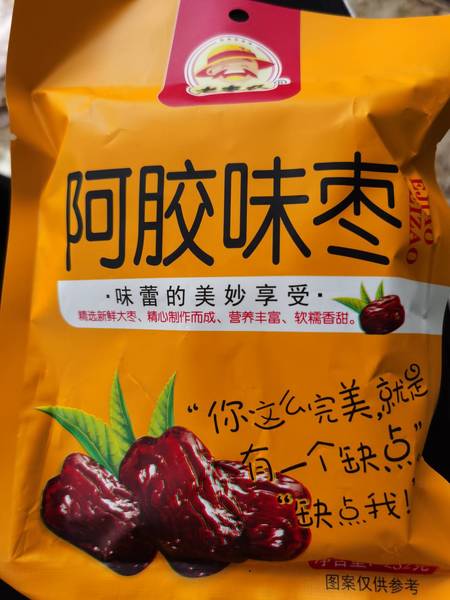 阿胶味枣
EJIAO
ZAO
·味蕾的美妙享受·
精选新鲜大枣、精心制作而成、营养丰富、软糯香甜。
“你这么完美,就是
有一个缺点”
“缺点我!
图案仅供参考